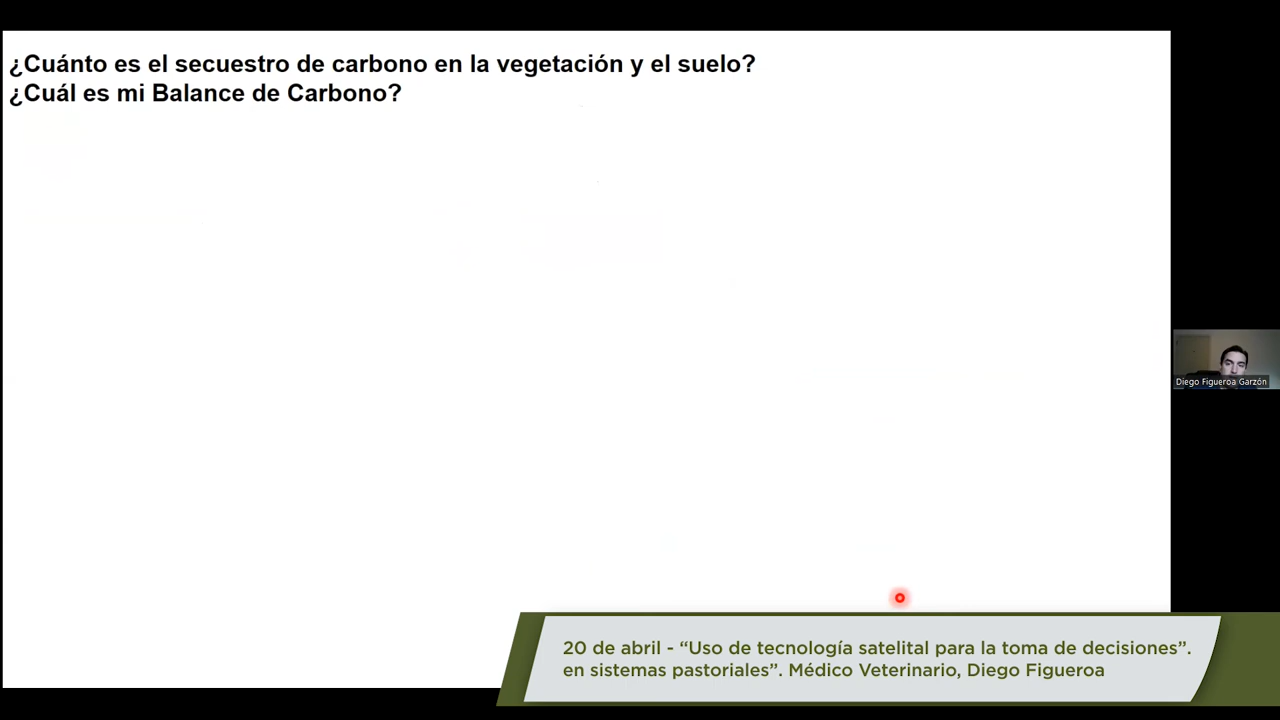 ¿Cuánto es el secuestro de carbono en la vegetación y el suelo?
¿Cuál es mi Balance de Carbono?
Diego Figueroa Garzón
20 de abril - “Uso de tecnología satelital para la toma de decisiones”.
en sistemas pastoriales”. Médico Veterinario, Diego Figueroa